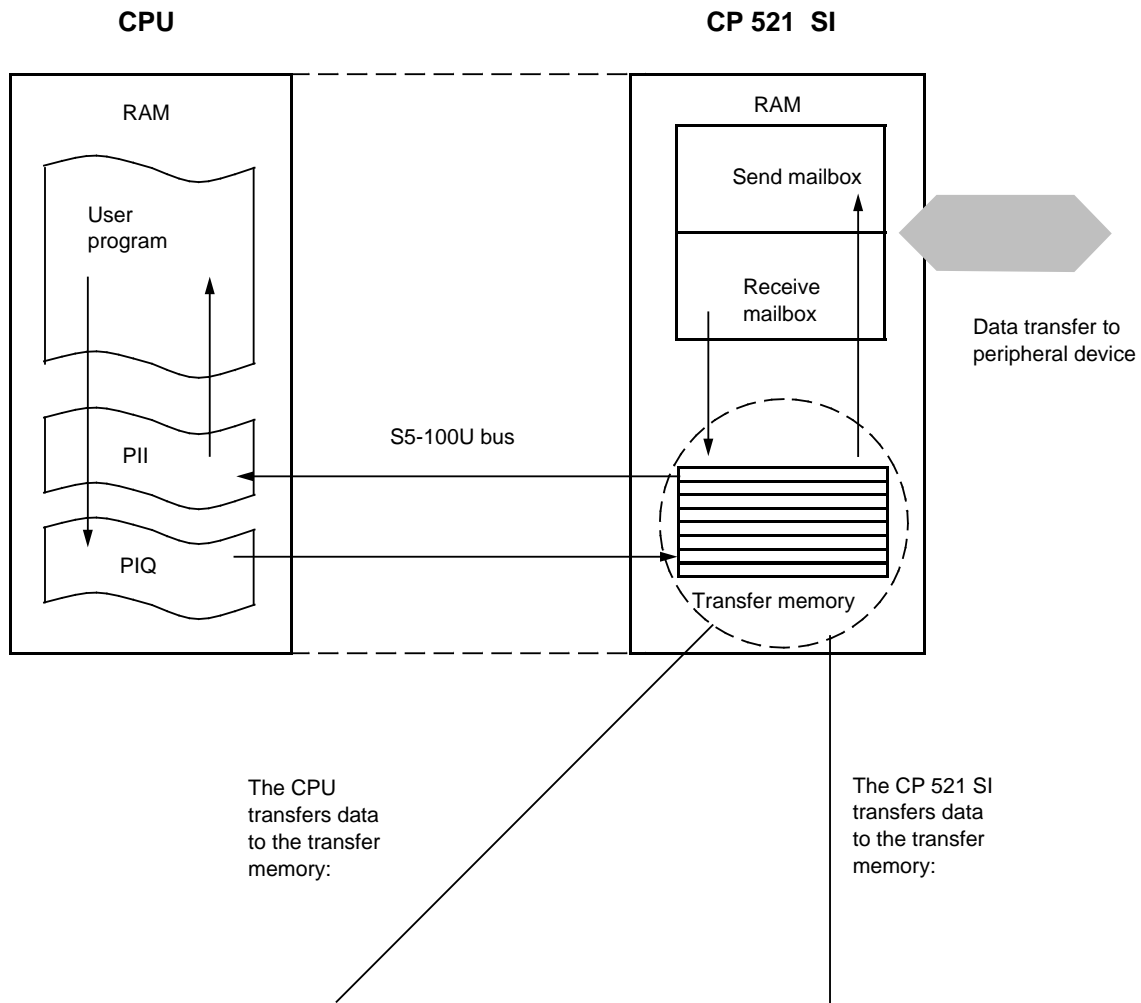 CPU
CP 521 SI
RAM
RAM
Send mailbox
User
program
Receive
mailbox
Data transfer to
peripheral device
S5-100U bus
PII
PIQ
Transfer memory
The CPU
transfers data
to the transfer
memory:
The CP 521 SI
transfers data
to the transfer
memory: